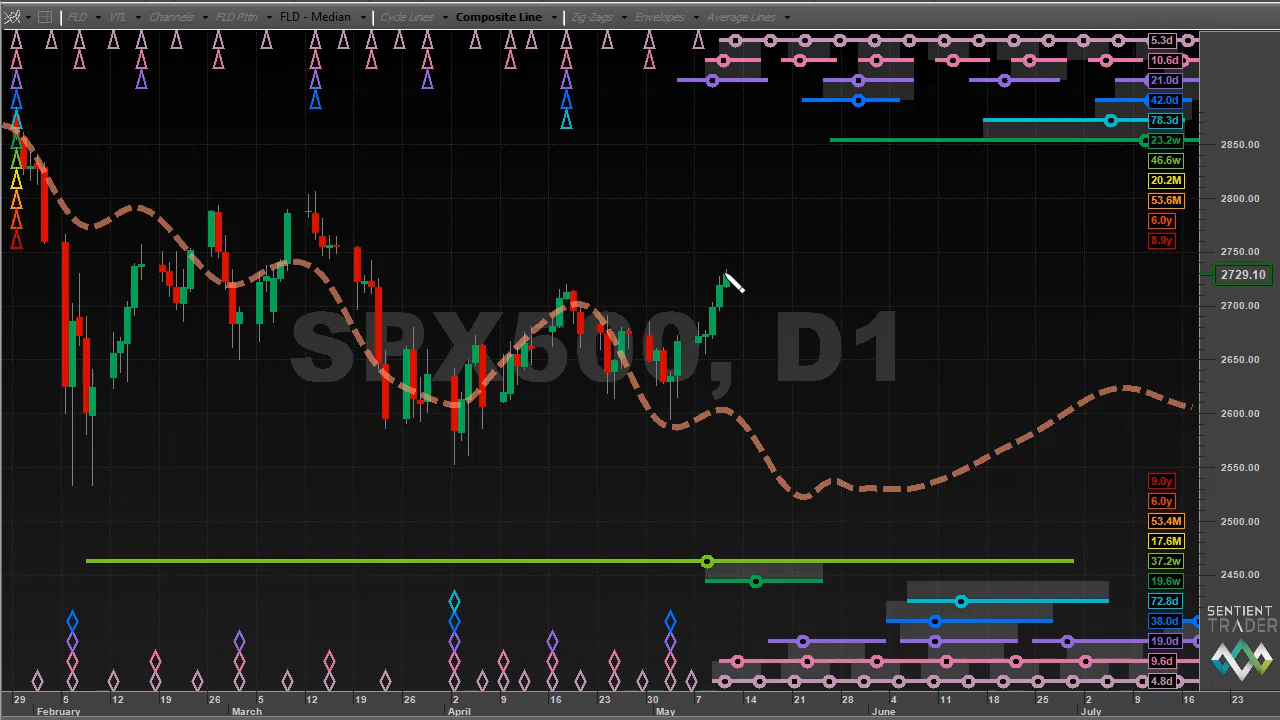 FLD VTL Channels FLD Pttn FLD - Median Cycle Lines Composite Line Zig-Zags Envelopes Average Lines
5.3d
10.6d
21.0d
42.0d
78.3d
23.2w
46.6w
20.2M
53.6M
6.0y
8.9y
2850.00
2800.00
2750.00
2729.10
2700.00
2650.00
2600.00
2550.00
2500.00
2450.00
SPX500, D1
9.0y
6.0y
53.4M
17.6M
37.2w
19.6w
72.8d
38.0d
19.0d
9.6d
4.8d
SENTIENT
TRADER
29 5 12 19 26 5 12 19 26 2 9 16 23 30 7 14 21 28 4 11 18 25 2 9 16 23
February March April May June July